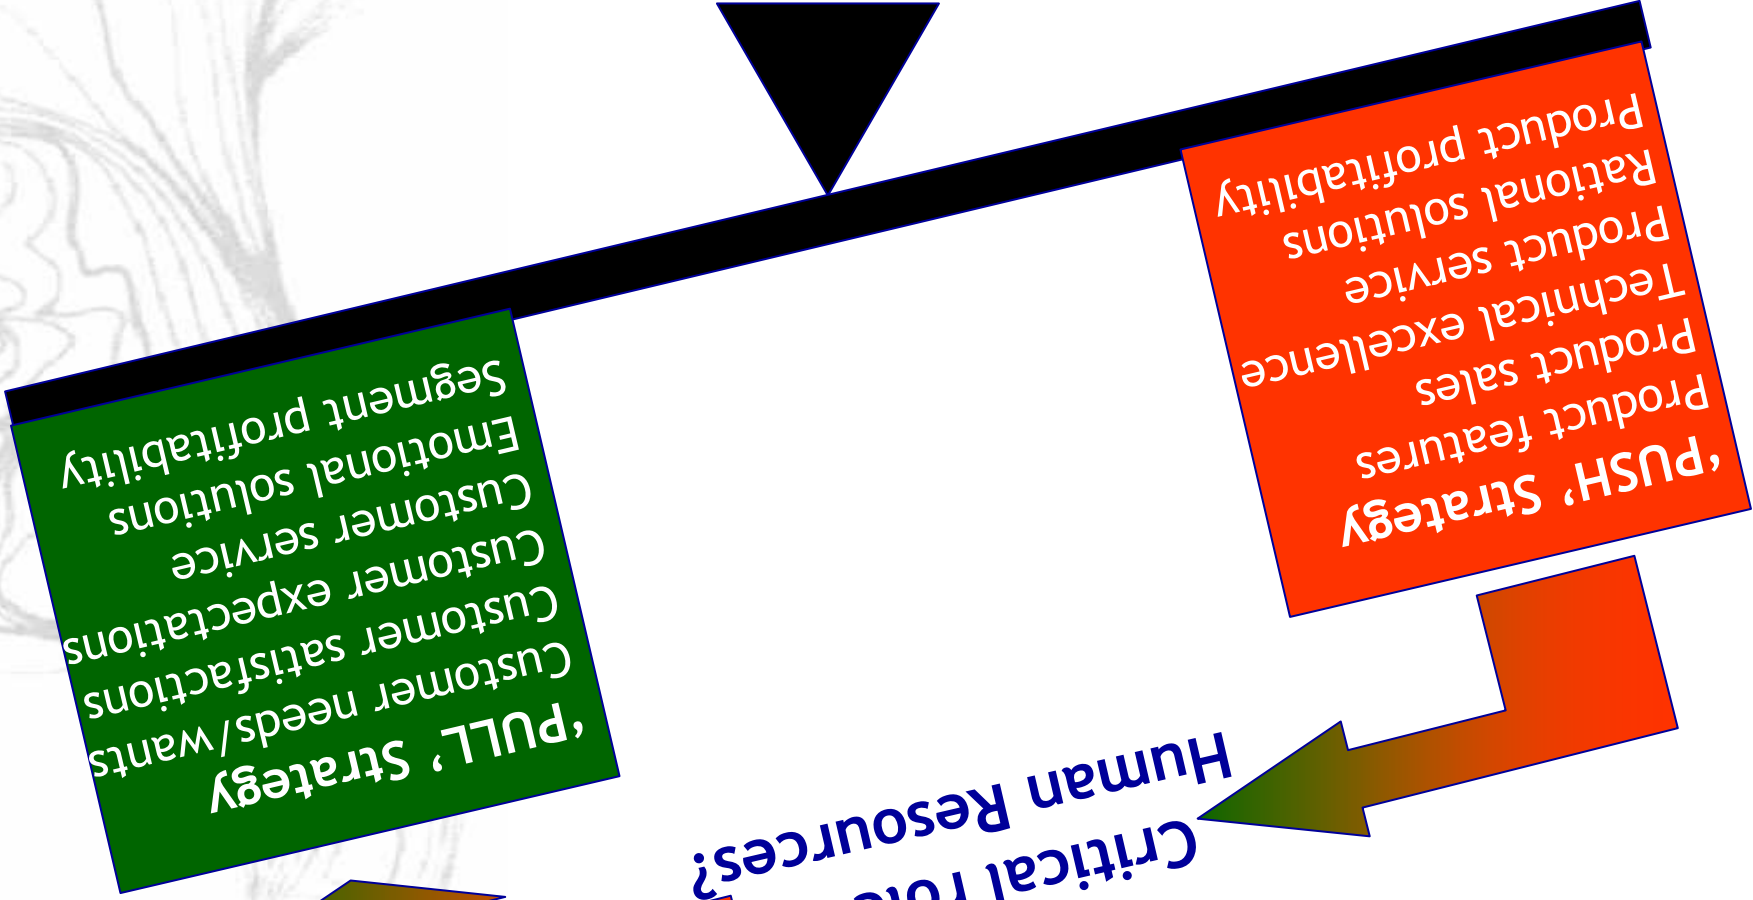 Critical role
Human Resources?
‘PUSH’ Strategy
Product features
Product sales
Technical excellence
Product service
Rational solutions
Product profitability
‘PULL’ Strategy
Customer needs/wants
Customer satisfactions
Customer expectations
Customer service
Emotional solutions
Segment profitability